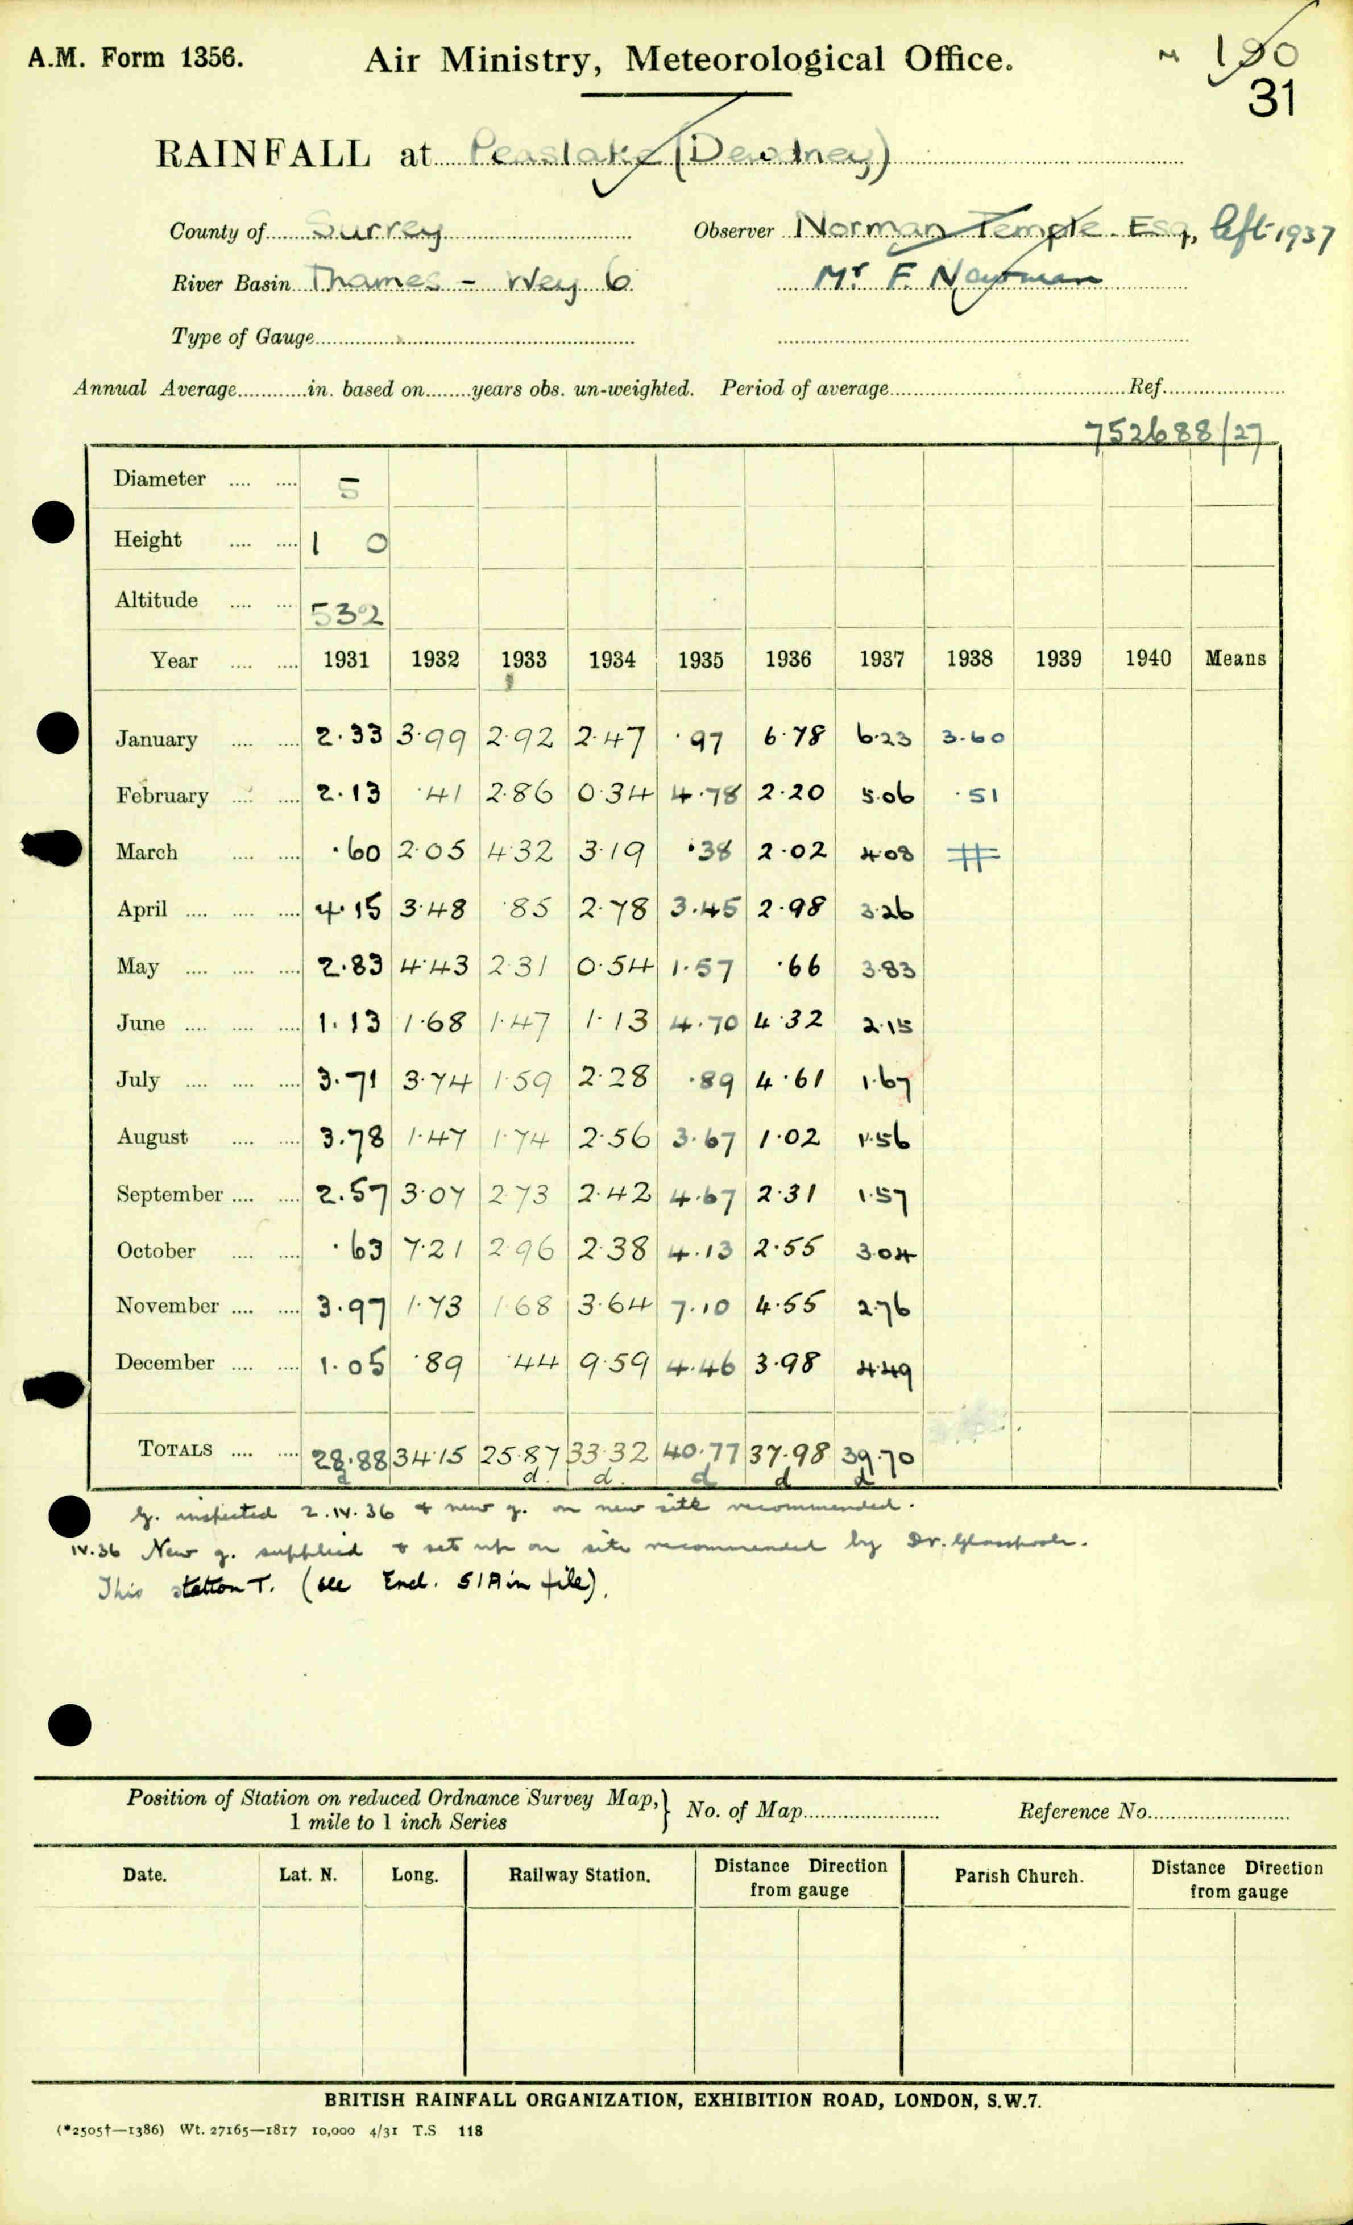 A.M. Form 1356. Air Ministry, Meteorological Office. 190
31
RAINFALL at Peaslake (Dewdney)
County of Surrey Observer Norman Temple Esq, left 1937
River Basin Thames - Wey 6 Mr F. Newman
Type of Gauge
Annual Average in. based on years obs. un-weighted. Period of average Ref.
752688/27
Diameter 5
Height 1 0
Altitude 532
Year 1931 1932 1933 1934 1935 1936 1937 1938 1939 1940 Means
January 2.33 3.99 2.92 2.47 .97 6.78 6.23 3.60
February 2.13 .41 2.86 0.34 4.78 2.20 5.06 .51
March .60 2.05 4.32 3.19 .38 2.02 4.08
April 4.15 3.48 .85 2.78 3.45 2.98 3.26
May 2.83 4.43 2.31 0.54 1.57 .66 3.83
June 1.13 1.68 1.47 1.13 4.70 4.32 2.15
July 3.71 3.74 1.59 2.28 .89 4.61 1.67
August 3.78 1.47 1.74 2.56 3.67 1.02 1.56
September 2.57 3.07 2.73 2.42 4.67 2.31 1.57
October .63 7.21 2.96 2.38 4.13 2.55 3.04
November 3.97 1.73 1.68 3.64 7.10 4.55 2.76
December 1.05 .89 .44 9.59 4.46 3.98 4.49
TOTALS 28.88 34.15 25.87 33.32 40.77 37.98 39.70
d d. d. d d d
g. inspected 2.IV.36 & new g. on new site recommended.
IV.36 New g. supplied & set up on site recommended by Dr. Glasspoole.
This station T. (see Encl. 51A in file).
Position of Station on reduced Ordnance Survey Map, } No. of Map Reference No.
1 mile to 1 inch Series
Date. Lat. N. Long. Railway Station. Distance Direction from gauge Parish Church. Distance Direction from gauge
BRITISH RAINFALL ORGANIZATION, EXHIBITION ROAD, LONDON, S.W.7.
(*2505†—1386) Wt. 27165—1817 10,000 4/31 T.S 118